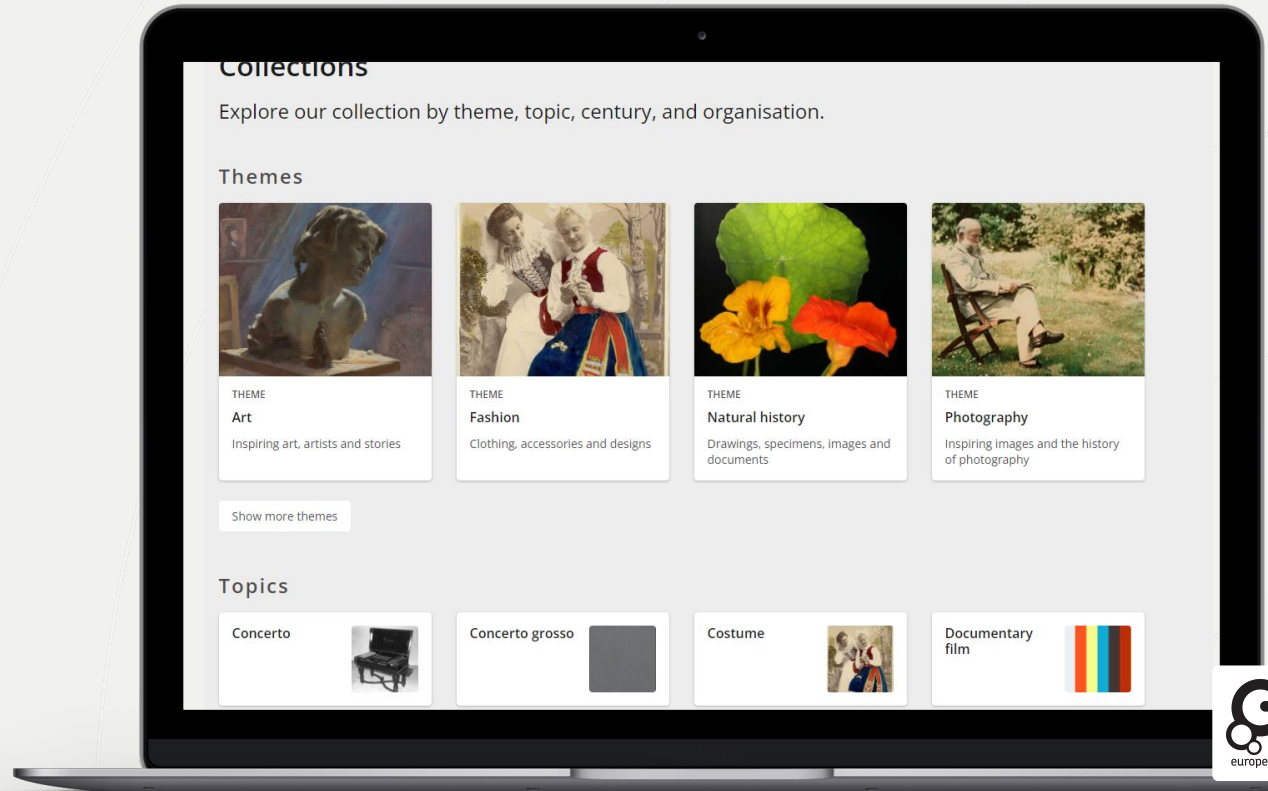 Collections
Explore our collection by theme, topic, century, and organisation.
Themes
THEME
Art
Inspiring art, artists and stories
THEME
Fashion
Clothing, accessories and designs
THEME
Natural history
Drawings, specimens, images and
documents
THEME
Photography
Inspiring images and the history
of photography
Show more themes
Topics
Concerto
Concerto grosso
Costume
Documentary
film
europe